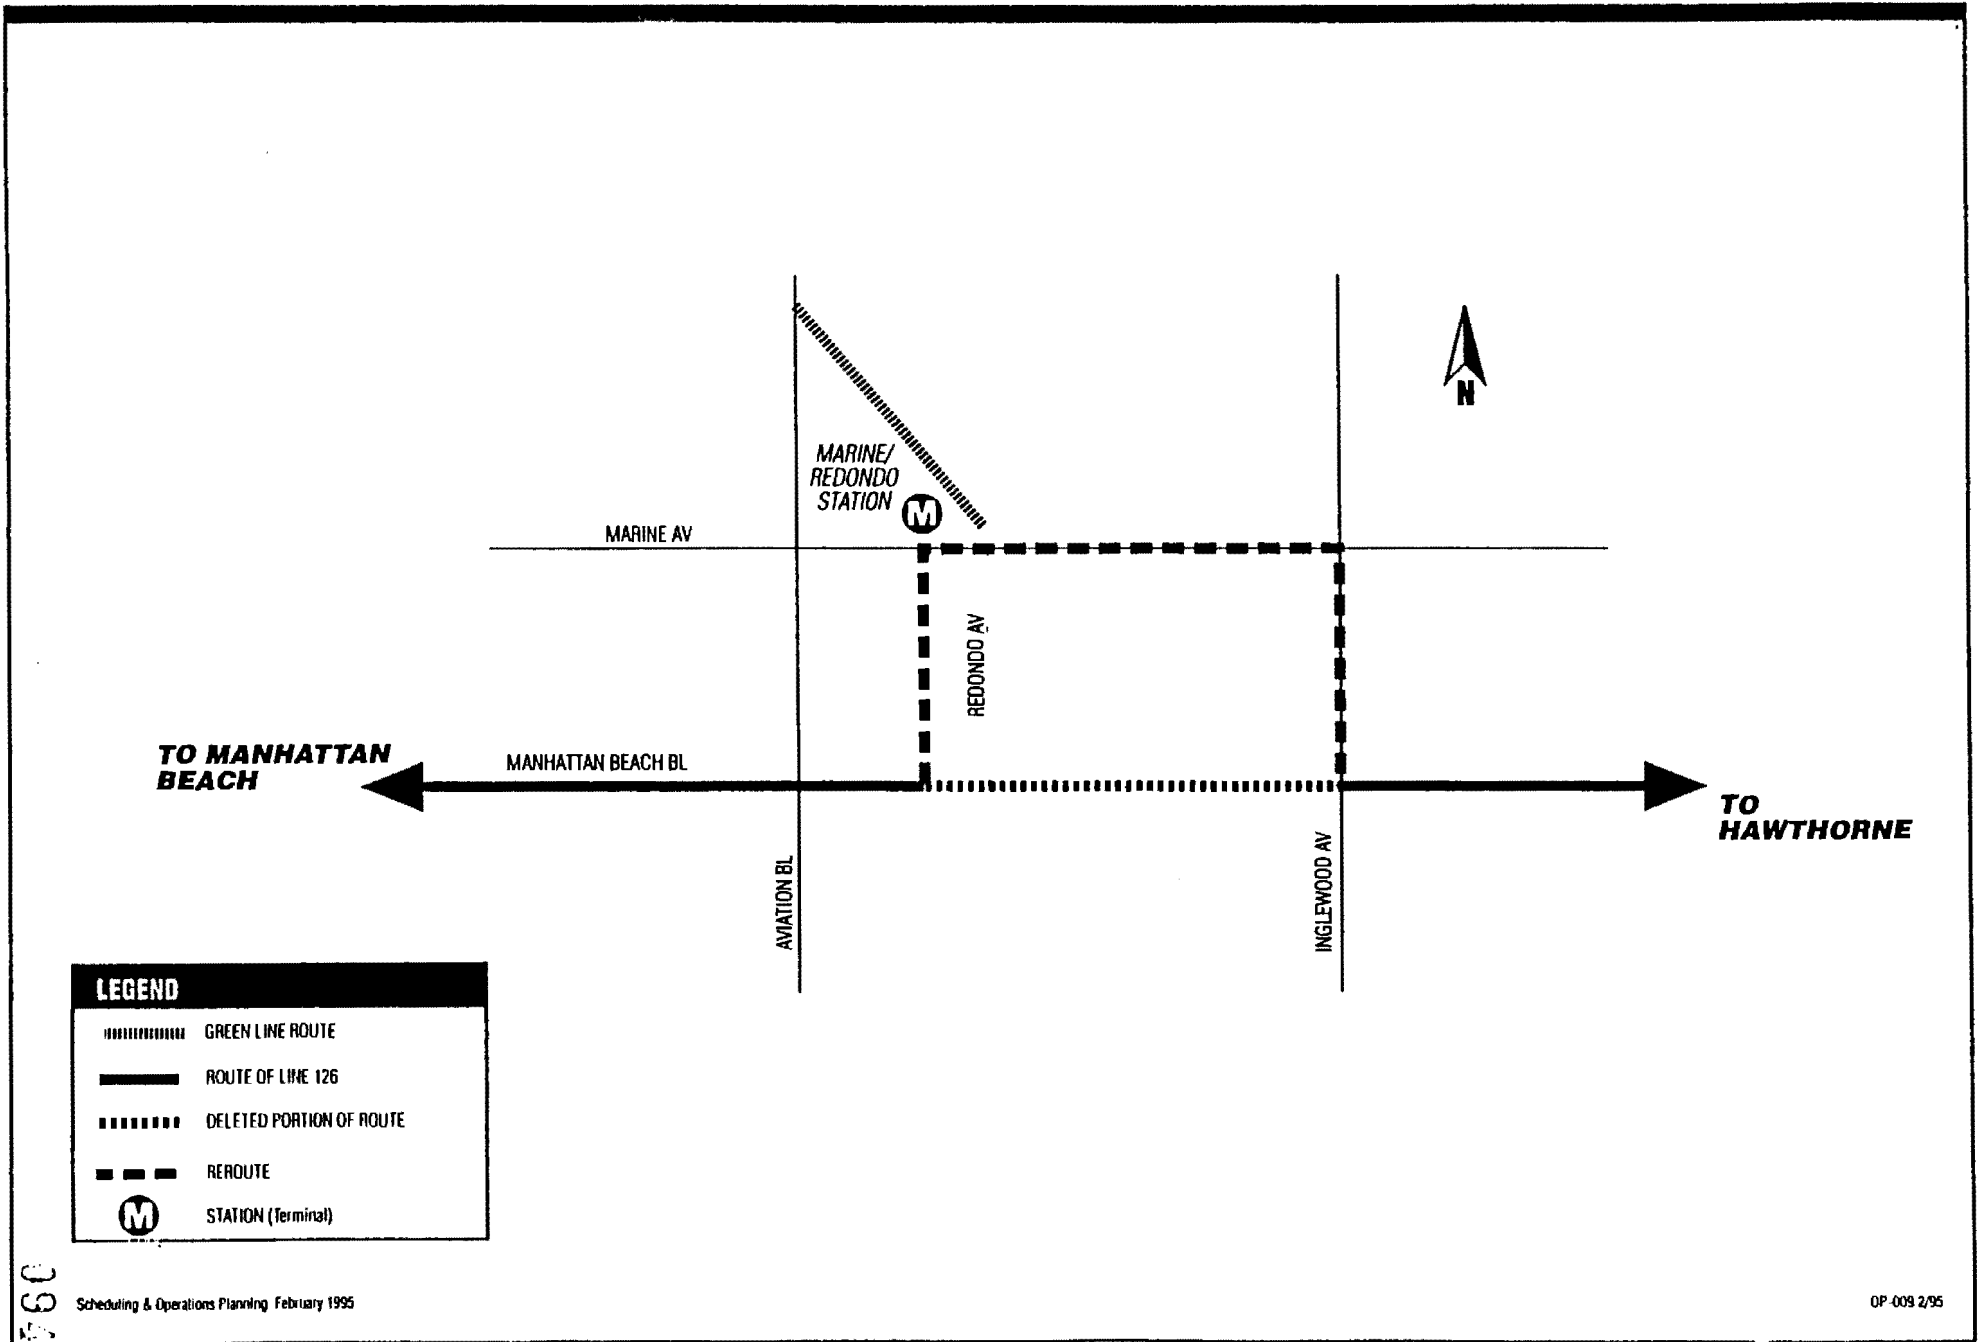 N
MARINE/
REDONDO
STATION
M
MARINE AV
REDONDO AV
TO MANHATTAN
BEACH
MANHATTAN BEACH BL
TO
HAWTHORNE
AVIATION BL
INGLEWOOD AV
LEGEND
GREEN LINE ROUTE
ROUTE OF LINE 126
DELETED PORTION OF ROUTE
REROUTE
M STATION (Terminal)
Scheduling & Operations Planning February 1995
OP-009 2/95